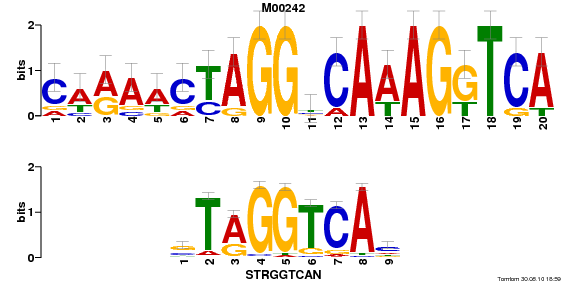 M00242
bits
2
1
0
C A A A A C T A G G C A A A G G T C A
1 2 3 4 5 6 7 8 9 10 11 12 13 14 15 16 17 18 19 20
bits
2
1
0
T A G G T C A
1 2 3 4 5 6 7 8 9
STRGGTCAN
Tomtom 30.08.10 18:59